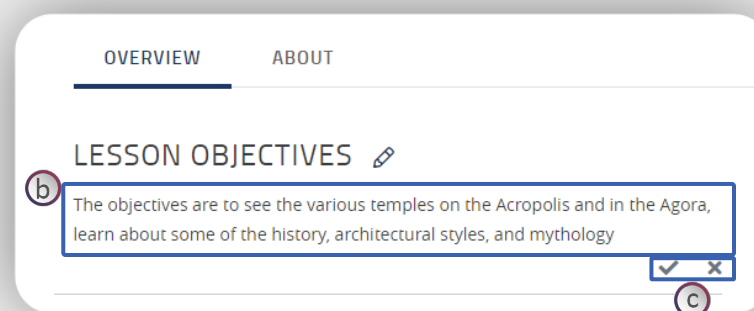 OVERVIEW ABOUT
LESSON OBJECTIVES
b
The objectives are to see the various temples on the Acropolis and in the Agora,
learn about some of the history, architectural styles, and mythology
c